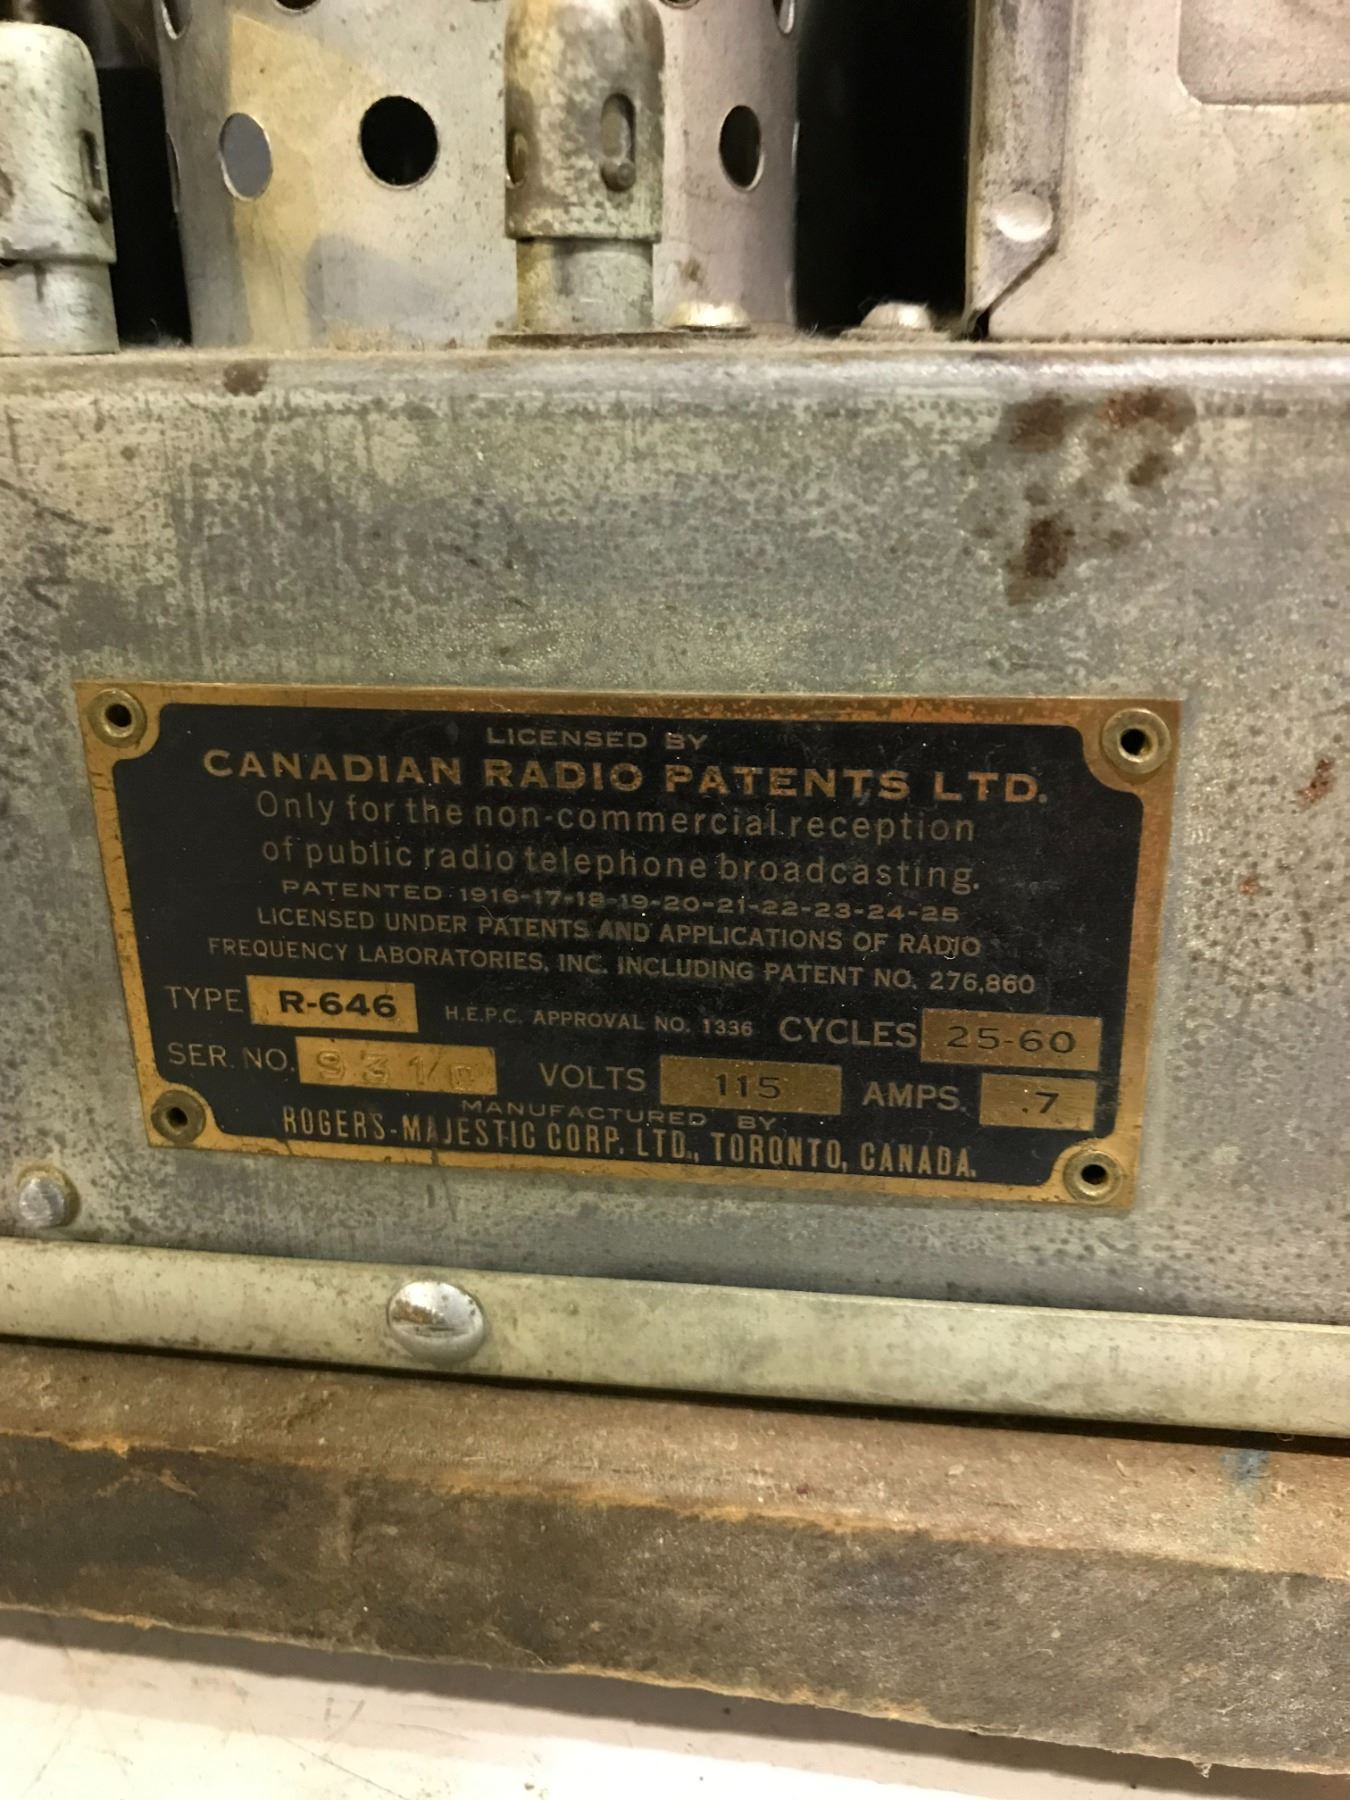 LICENSED BY
CANADIAN RADIO PATENTS LTD.
Only for the non-commercial reception
of public radio telephone broadcasting.
PATENTED 1916-17-18-19-20-21-22-23-24-25
LICENSED UNDER PATENTS AND APPLICATIONS OF RADIO
FREQUENCY LABORATORIES, INC. INCLUDING PATENT NO. 276,860
TYPE R-646 H.E.P.C. APPROVAL NO. 1336 CYCLES 25-60
SER. NO. VOLTS 115 AMPS. .7
MANUFACTURED BY
ROGERS-MAJESTIC CORP. LTD., TORONTO, CANADA.